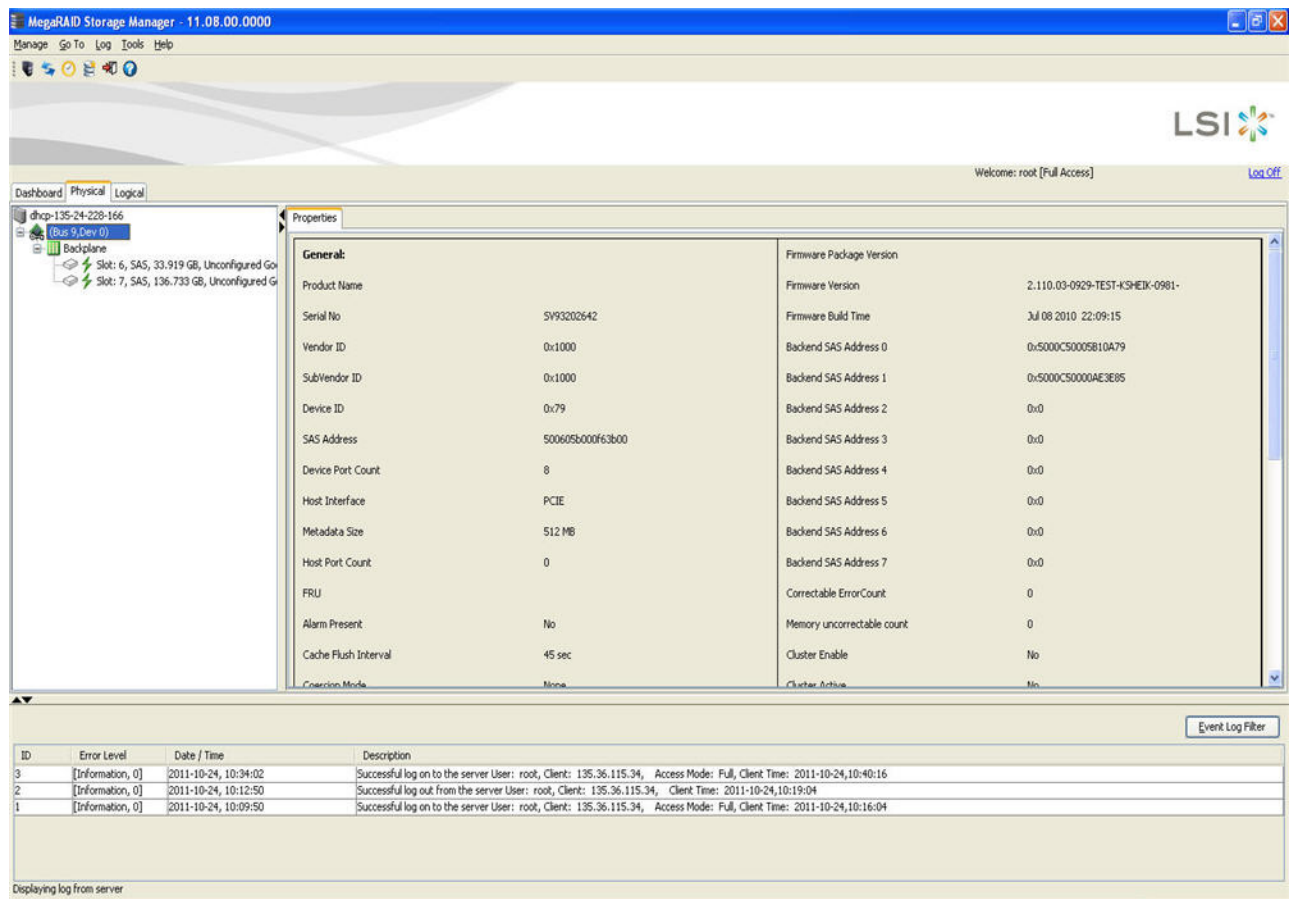 MegaRAID Storage Manager - 11.08.00.0000
Manage Go To Log Tools Help
LSI
Welcome: root [Full Access] Log Off
Dashboard Physical Logical
dhcp-135-24-228-166
(Bus 9,Dev 0)
Backplane
Slot: 6, SAS, 33.919 GB, Unconfigured Goo
Slot: 7, SAS, 136.733 GB, Unconfigured G
Properties
General: Firmware Package Version
Product Name Firmware Version 2.110.03-0929-TEST-KSHEIK-0981-
Serial No SV93202642 Firmware Build Time Jul 08 2010 22:09:15
Vendor ID 0x1000 Backend SAS Address 0 0x5000C50005B10A79
SubVendor ID 0x1000 Backend SAS Address 1 0x5000C50000AE3E85
Device ID 0x79 Backend SAS Address 2 0x0
SAS Address 500605b000f63b00 Backend SAS Address 3 0x0
Device Port Count 8 Backend SAS Address 4 0x0
Host Interface PCIE Backend SAS Address 5 0x0
Metadata Size 512 MB Backend SAS Address 6 0x0
Host Port Count 0 Backend SAS Address 7 0x0
FRU Correctable ErrorCount 0
Alarm Present No Memory uncorrectable count 0
Cache Flush Interval 45 sec Cluster Enable No
Coercion Mode None Cluster Active No
Event Log Filter
ID Error Level Date / Time Description
3 [Information, 0] 2011-10-24, 10:34:02 Successful log on to the server User: root, Client: 135.36.115.34, Access Mode: Full, Client Time: 2011-10-24,10:40:16
2 [Information, 0] 2011-10-24, 10:12:50 Successful log out from the server User: root, Client: 135.36.115.34, Client Time: 2011-10-24,10:19:04
1 [Information, 0] 2011-10-24, 10:09:50 Successful log on to the server User: root, Client: 135.36.115.34, Access Mode: Full, Client Time: 2011-10-24,10:16:04
Displaying log from server